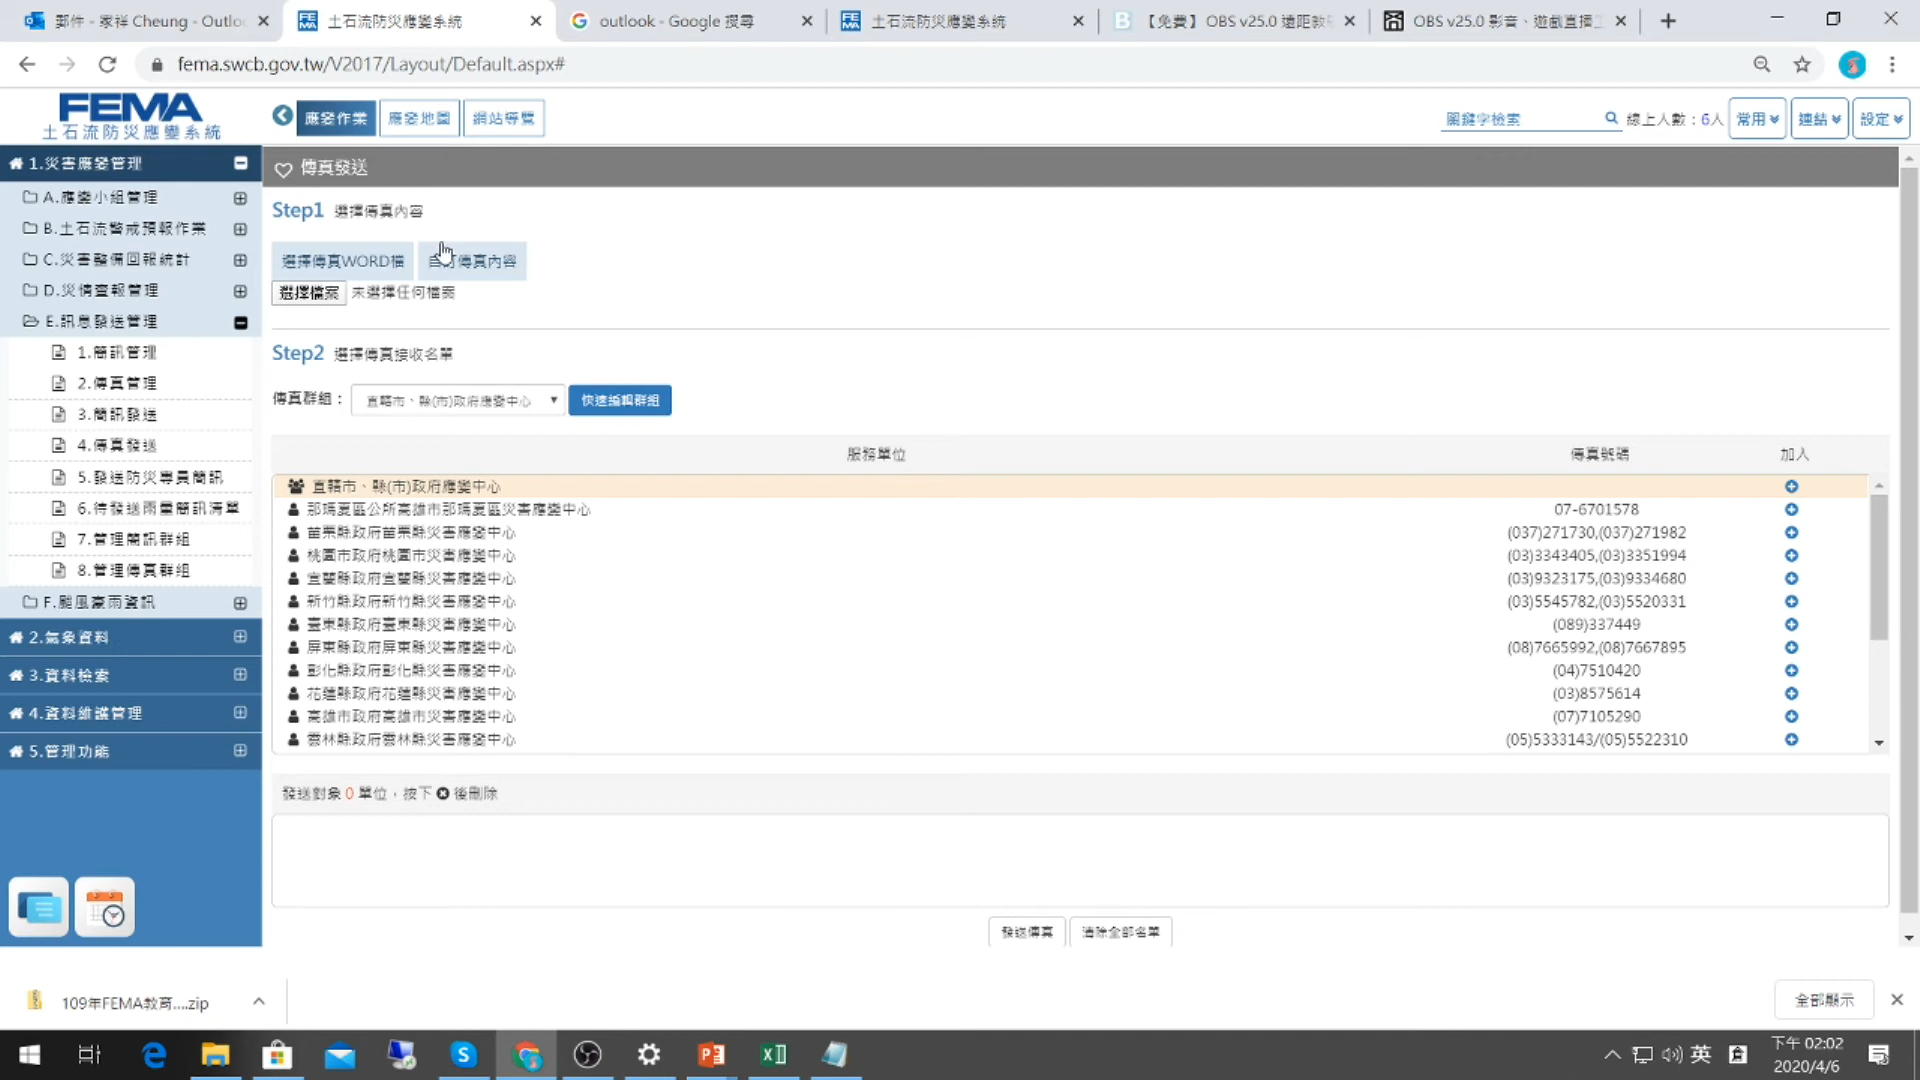 郵件 - 家祥 Cheung - Outlo
土石流防災應變系統
outlook - Google 搜尋
土石流防災應變系統
【免費】OBS v25.0 遠距教
OBS v25.0 影音、遊戲直播工
fema.swcb.gov.tw/V2017/Layout/Default.aspx#
FEMA
土石流防災應變系統
應變作業 應變地圖 網站導覽
關鍵字檢索 線上人數：6人 常用 連結 設定
1.災害應變管理
A.應變小組管理
B.土石流警戒預報作業
C.災害整備回報統計
D.災情查報管理
E.訊息發送管理
1.簡訊管理
2.傳真管理
3.簡訊發送
4.傳真發送
5.發送防災專員簡訊
6.待發送雨量簡訊清單
7.管理簡訊群組
8.管理傳真群組
F.颱風豪雨資訊
2.氣象資料
3.資料檢索
4.資料維護管理
5.管理功能
傳真發送
Step1 選擇傳真內容
選擇傳真WORD檔 自訂傳真內容
選擇檔案 未選擇任何檔案
Step2 選擇傳真接收名單
傳真群組： 直轄市、縣(市)政府應變中心 快速編輯群組
服務單位 傳真號碼 加入
直轄市、縣(市)政府應變中心
那瑪夏區公所高雄市那瑪夏區災害應變中心 07-6701578
苗栗縣政府苗栗縣災害應變中心 (037)271730,(037)271982
桃園市政府桃園市災害應變中心 (03)3343405,(03)3351994
宜蘭縣政府宜蘭縣災害應變中心 (03)9323175,(03)9334680
新竹縣政府新竹縣災害應變中心 (03)5545782,(03)5520331
臺東縣政府臺東縣災害應變中心 (089)337449
屏東縣政府屏東縣災害應變中心 (08)7665992,(08)7667895
彰化縣政府彰化縣災害應變中心 (04)7510420
花蓮縣政府花蓮縣災害應變中心 (03)8575614
高雄市政府高雄市災害應變中心 (07)7105290
雲林縣政府雲林縣災害應變中心 (05)5333143/(05)5522310
發送對象 0 單位，按下 後刪除
發送傳真 清除全部名單
109年FEMA教育....zip
全部顯示
英
下午 02:02
2020/4/6